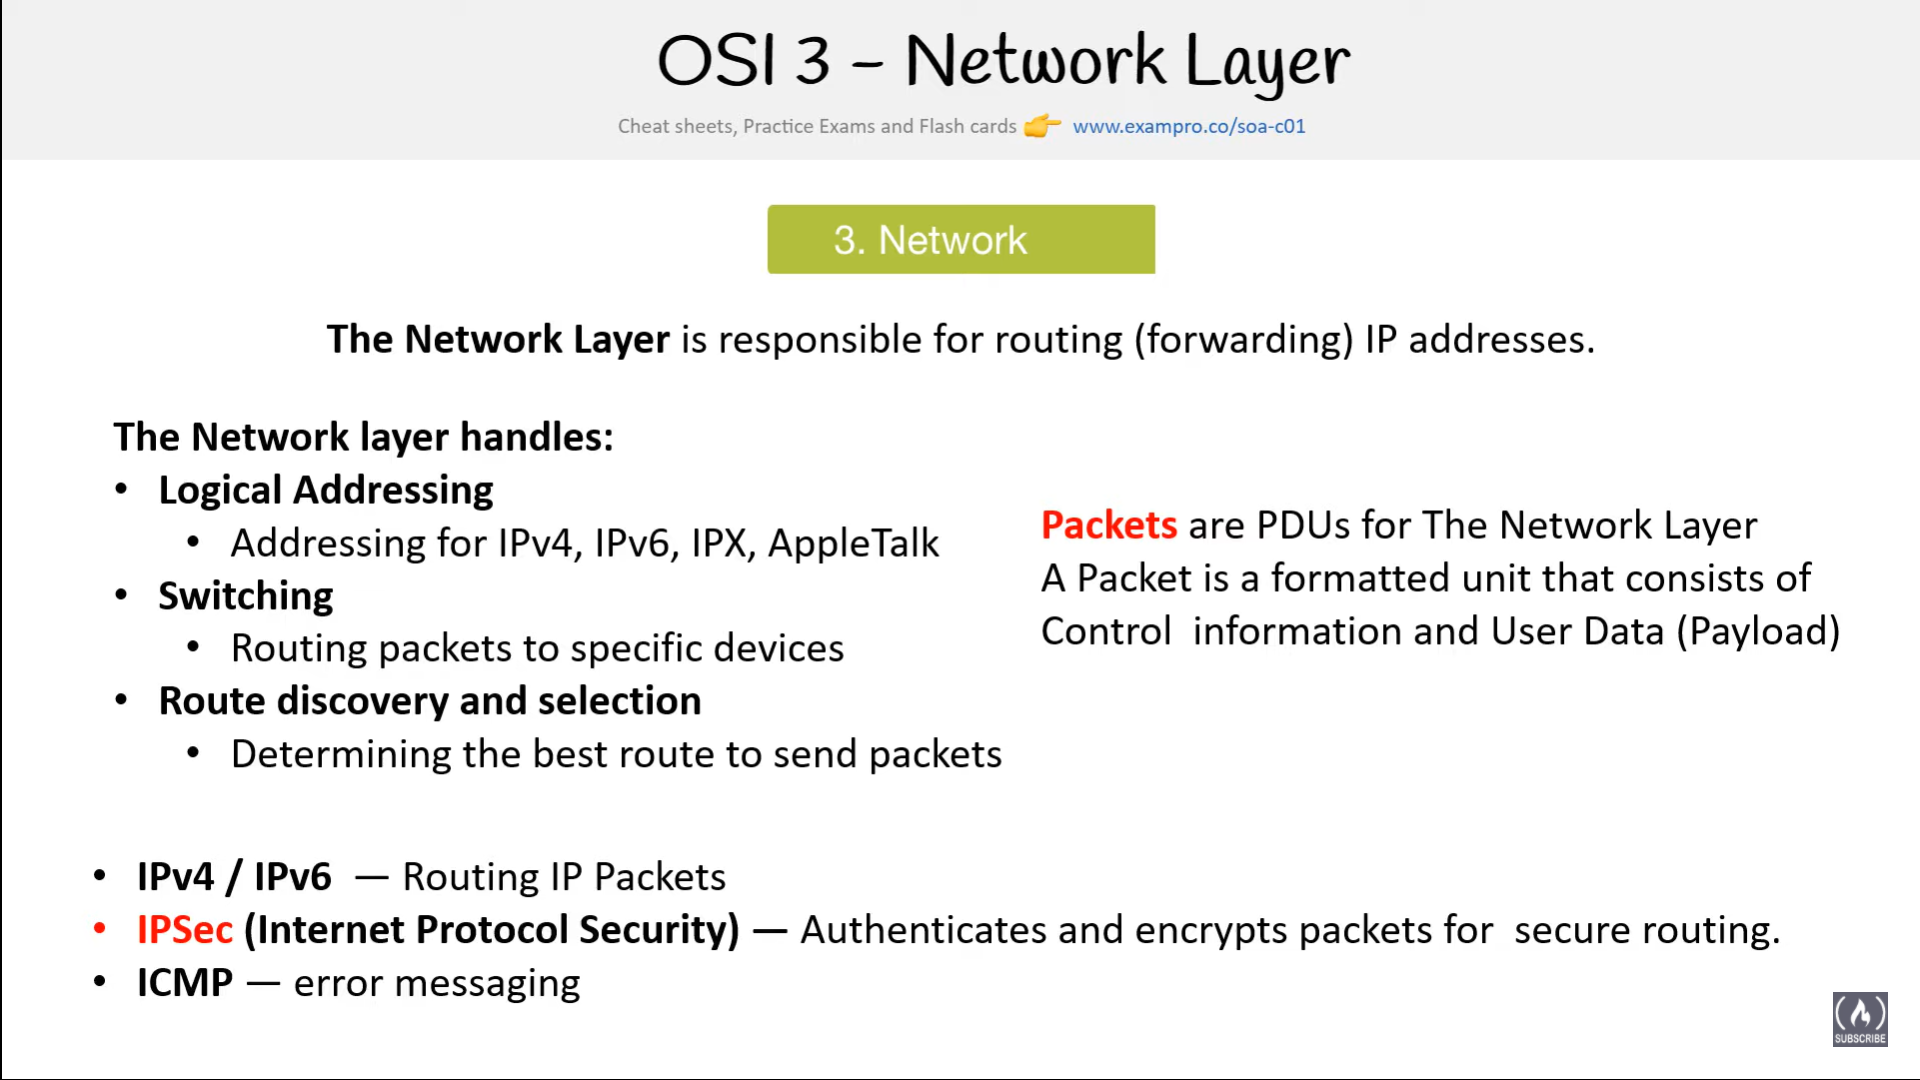 OSI 3 – Network Layer
Cheat sheets, Practice Exams and Flash cards 👉 www.exampro.co/soa-c01
3. Network
The Network Layer is responsible for routing (forwarding) IP addresses.
The Network layer handles:
• Logical Addressing
• Addressing for IPv4, IPv6, IPX, AppleTalk
• Switching
• Routing packets to specific devices
• Route discovery and selection
• Determining the best route to send packets
Packets are PDUs for The Network Layer
A Packet is a formatted unit that consists of
Control information and User Data (Payload)
• IPv4 / IPv6 — Routing IP Packets
• IPSec (Internet Protocol Security) — Authenticates and encrypts packets for secure routing.
• ICMP — error messaging
SUBSCRIBE